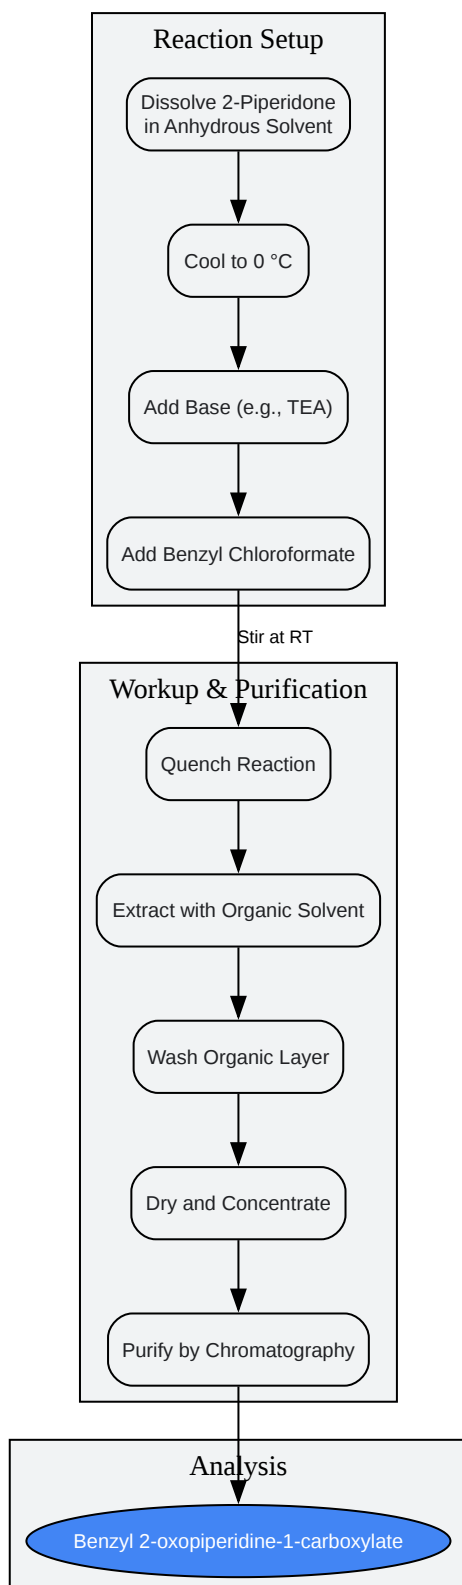 Reaction Setup
Dissolve 2-Piperidone
in Anhydrous Solvent
Cool to 0 °C
Add Base (e.g., TEA)
Add Benzyl Chloroformate
Stir at RT
Workup & Purification
Quench Reaction
Extract with Organic Solvent
Wash Organic Layer
Dry and Concentrate
Purify by Chromatography
Analysis
Benzyl 2-oxopiperidine-1-carboxylate